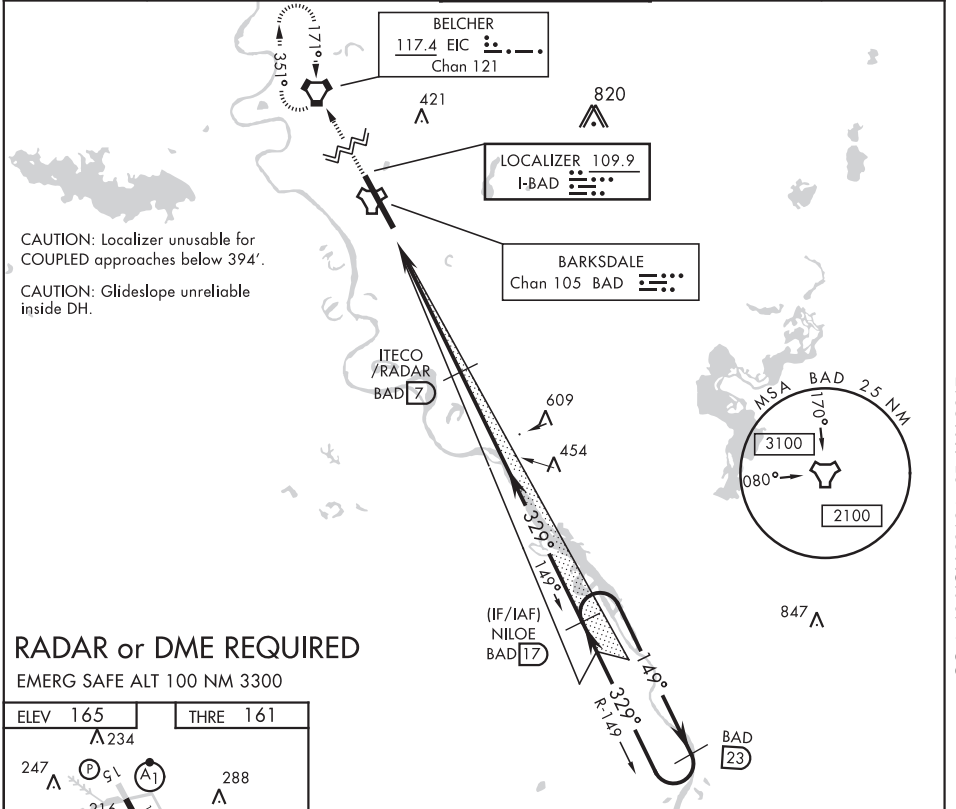 BELCHER
117.4 EIC
Chan 121
171°
351°
421
820
LOCALIZER 109.9
I-BAD
CAUTION: Localizer unusable for
COUPLED approaches below 394'.
CAUTION: Glideslope unreliable
inside DH.
BARKSDALE
Chan 105 BAD
ITECO
/RADAR
BAD 7
609
454
MSA BAD 25 NM
170°
3100
080°
2100
329°
149°
(IF/IAF)
NILOE
BAD 17
847
149°
329°
R-149
BAD
23
RADAR or DME REQUIRED
EMERG SAFE ALT 100 NM 3300
ELEV 165
THRE 161
234
247
P
15
A1
288
216